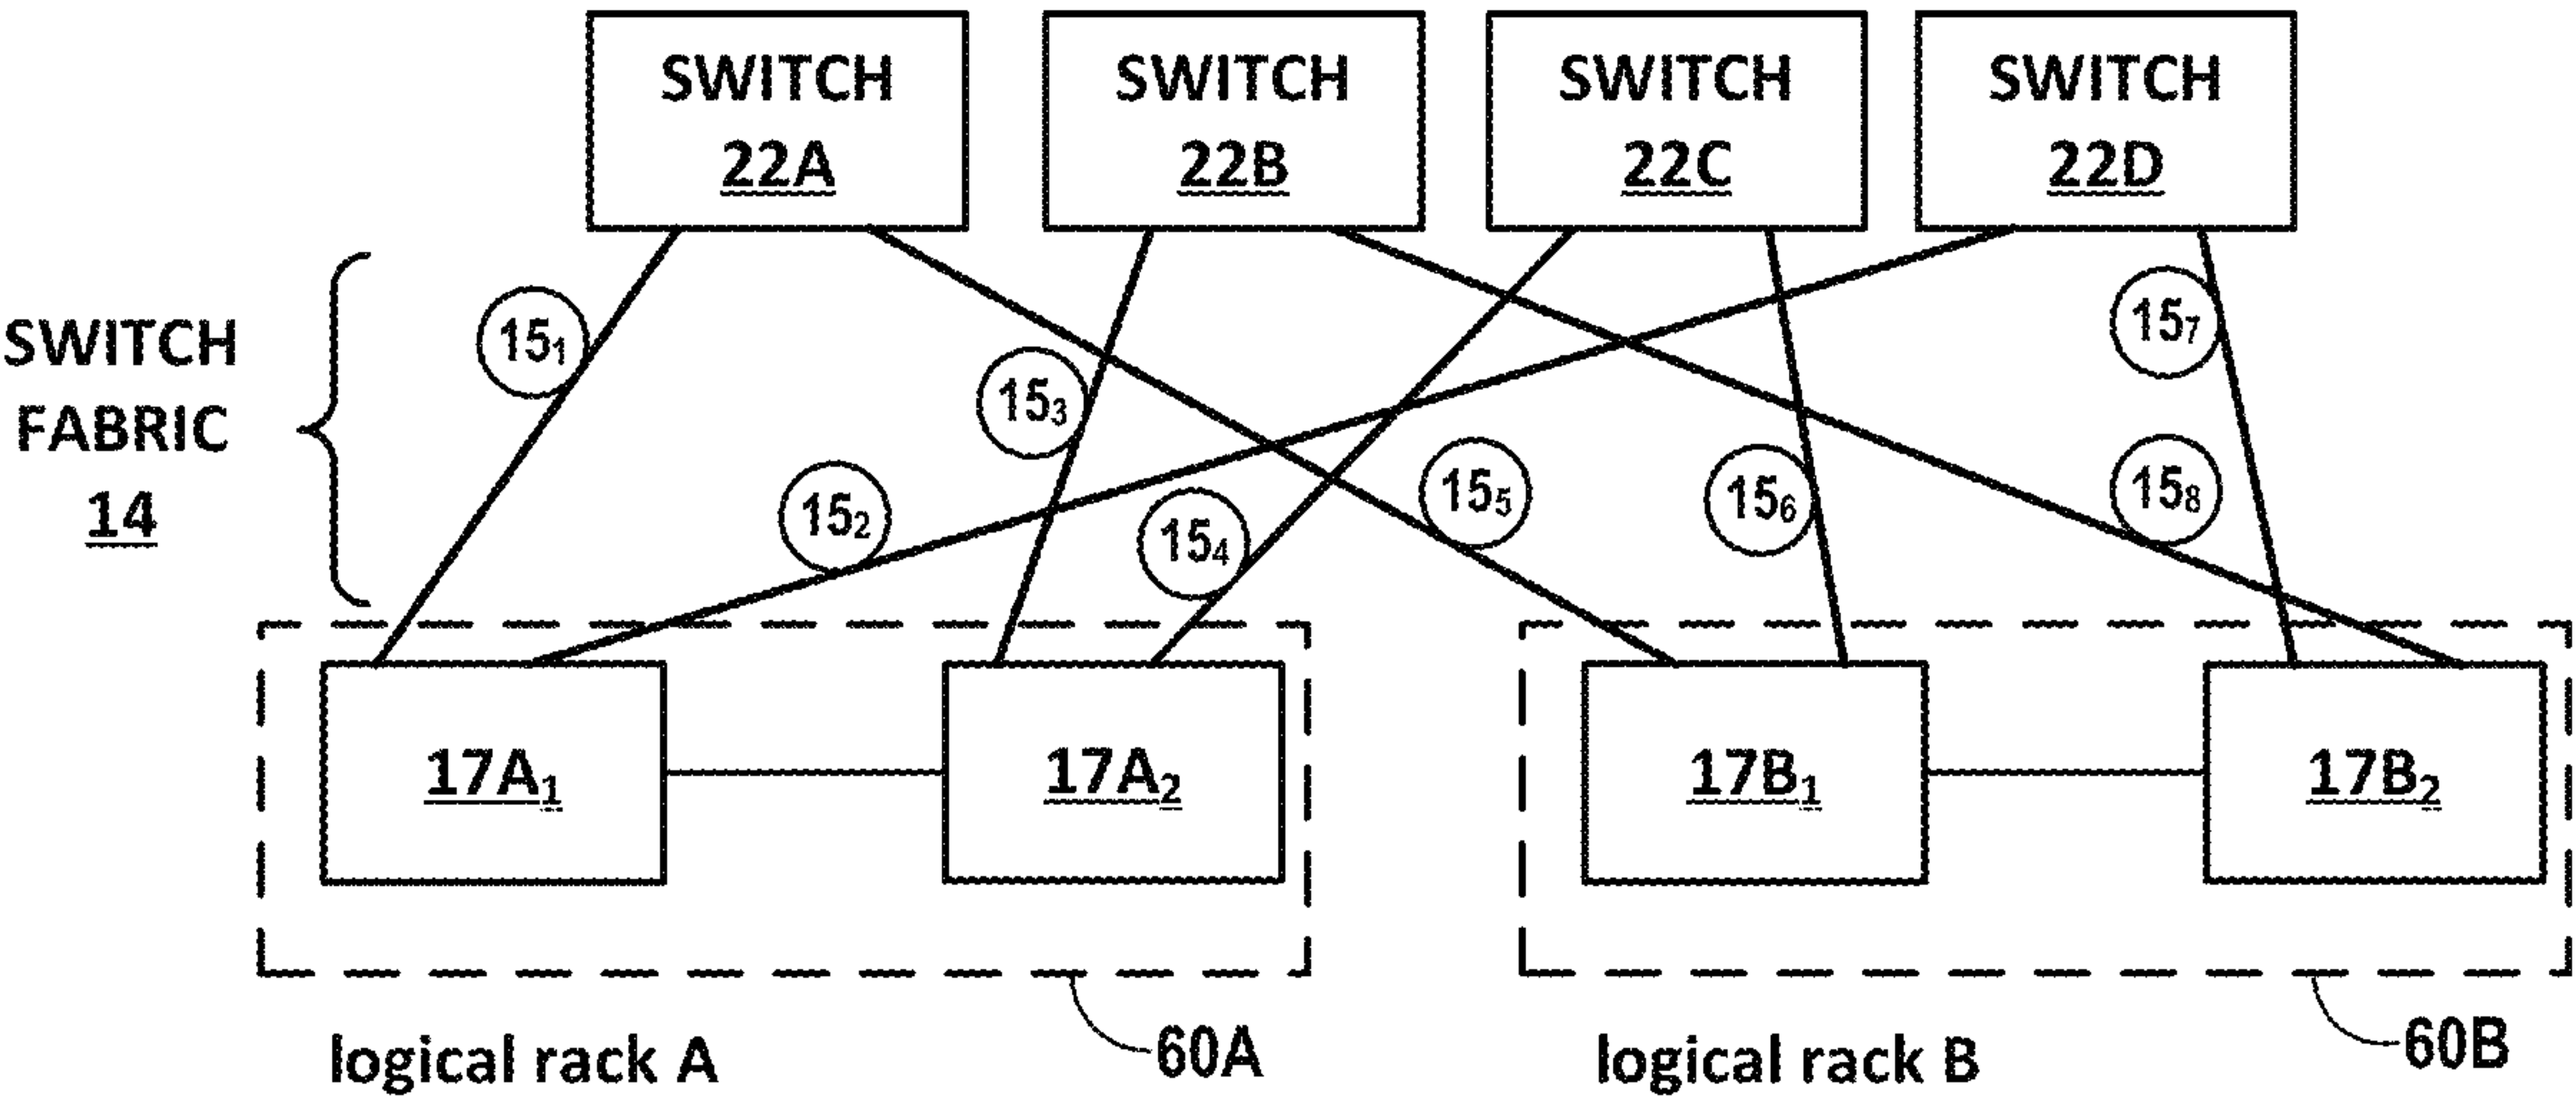 SWITCH
22A
SWITCH
22B
SWITCH
22C
SWITCH
22D
SWITCH
FABRIC
14
15₁
15₂
15₃
15₄
15₅
15₆
15₇
15₈
17A₁
17A₂
17B₁
17B₂
logical rack A
60A
logical rack B
60B